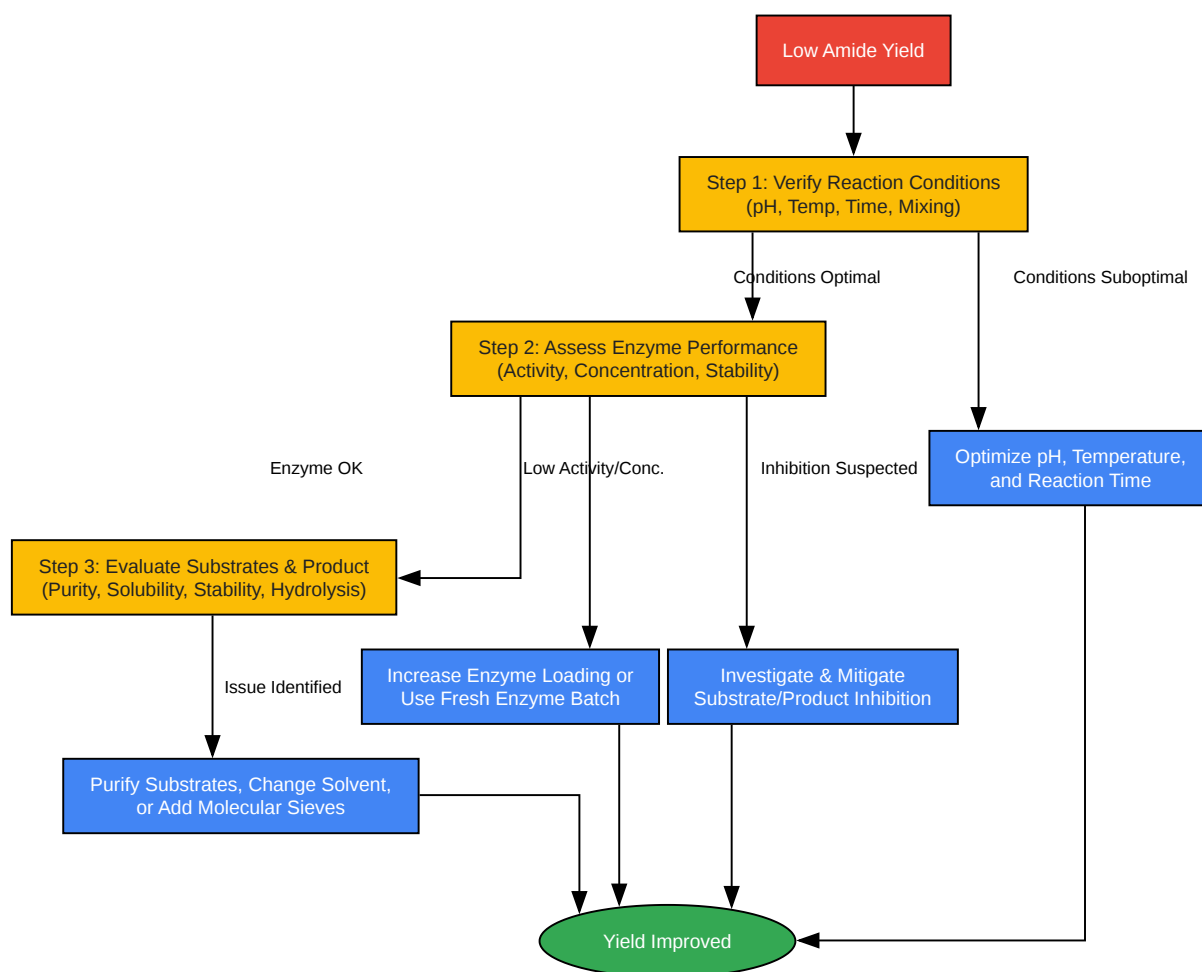 Low Amide Yield
Step 1: Verify Reaction Conditions
(pH, Temp, Time, Mixing)
Conditions Optimal
Conditions Suboptimal
Step 2: Assess Enzyme Performance
(Activity, Concentration, Stability)
Enzyme OK
Low Activity/Conc.
Inhibition Suspected
Optimize pH, Temperature,
and Reaction Time
Step 3: Evaluate Substrates & Product
(Purity, Solubility, Stability, Hydrolysis)
Issue Identified
Increase Enzyme Loading or
Use Fresh Enzyme Batch
Investigate & Mitigate
Substrate/Product Inhibition
Purify Substrates, Change Solvent,
or Add Molecular Sieves
Yield Improved